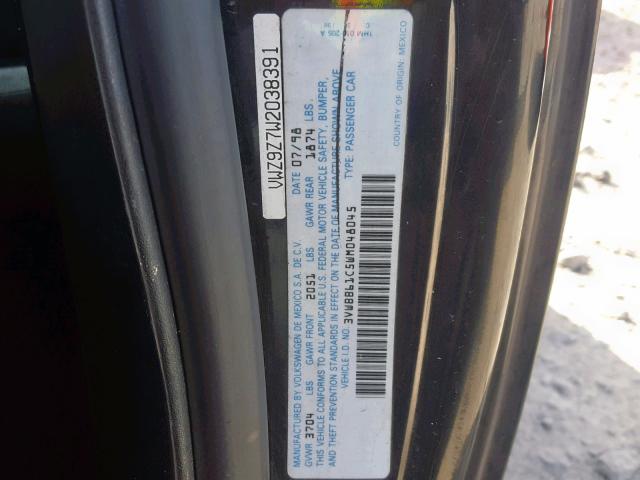 VWZ9Z7W2038391
MANUFACTURED BY VOLKSWAGEN DE MEXICO S.A. DE C.V. DATE 07/98
GVWR 3704 LBS GAWR FRONT 2051 LBS GAWR REAR 1874 LBS.
THIS VEHICLE CONFORMS TO ALL APPLICABLE U.S. FEDERAL MOTOR VEHICLE SAFETY, BUMPER,
AND THEFT PREVENTION STANDARDS IN EFFECT ON THE DATE OF MANUFACTURE SHOWN ABOVE
VEHICLE I.D. NO. 3VWBB61C5WM048045 TYPE: PASSENGER CAR
COUNTRY OF ORIGIN: MEXICO